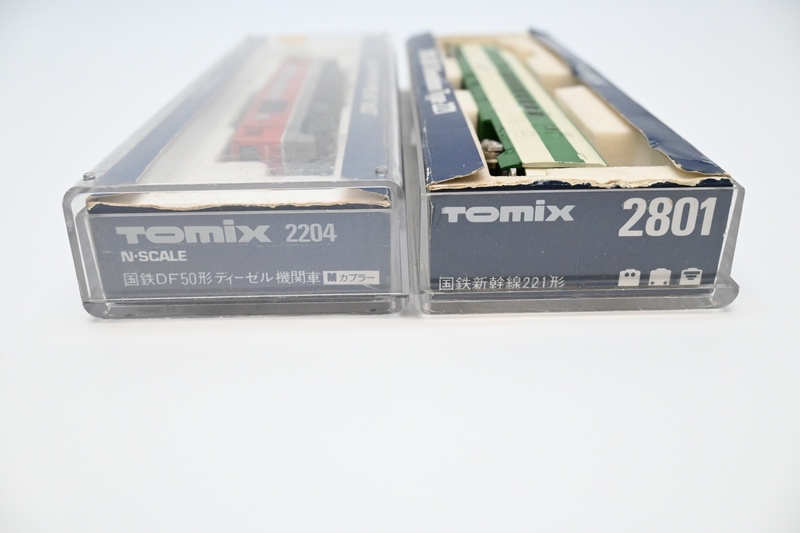 TOMIX 2204
N-SCALE
国鉄DF50形ディーゼル機関車 M カプラー
TOMIX 2801
国鉄新幹線221形